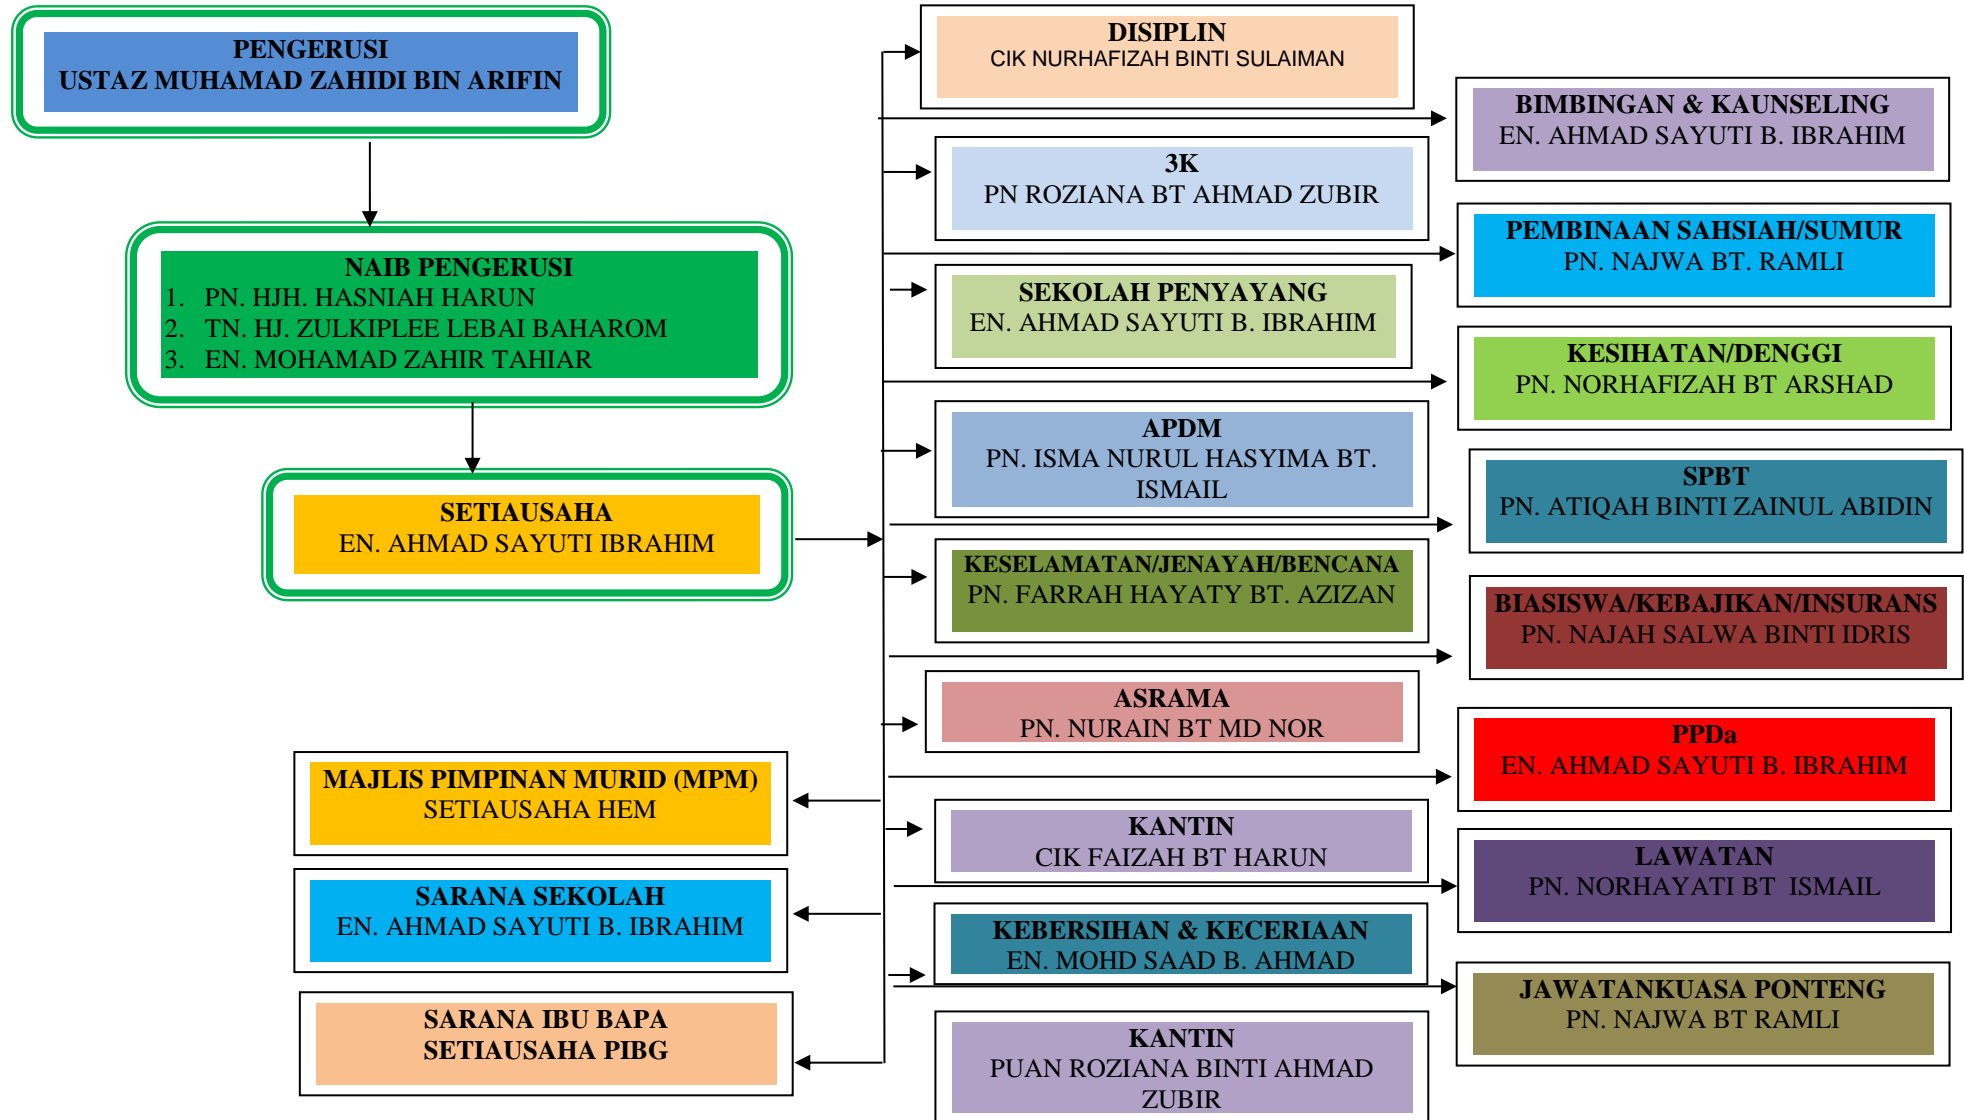 PENGERUSI
USTAZ MUHAMAD ZAHIDI BIN ARIFIN
NAIB PENGERUSI
1. PN. HJH. HASNIAH HARUN
2. TN. HJ. ZULKIPLEE LEBAI BAHAROM
3. EN. MOHAMAD ZAHIR TAHIAR
SETIAUSAHA
EN. AHMAD SAYUTI IBRAHIM
MAJLIS PIMPINAN MURID (MPM)
SETIAUSAHA HEM
SARANA SEKOLAH
EN. AHMAD SAYUTI B. IBRAHIM
SARANA IBU BAPA
SETIAUSAHA PIBG
DISIPLIN
CIK NURHAFIZAH BINTI SULAIMAN
3K
PN ROZIANA BT AHMAD ZUBIR
SEKOLAH PENYAYANG
EN. AHMAD SAYUTI B. IBRAHIM
APDM
PN. ISMA NURUL HASYIMA BT.
ISMAIL
KESELAMATAN/JENAYAH/BENCANA
PN. FARRAH HAYATY BT. AZIZAN
ASRAMA
PN. NURAIN BT MD NOR
KANTIN
CIK FAIZAH BT HARUN
KEBERSIHAN & KECERIAAN
EN. MOHD SAAD B. AHMAD
KANTIN
PUAN ROZIANA BINTI AHMAD
ZUBIR
BIMBINGAN & KAUNSELING
EN. AHMAD SAYUTI B. IBRAHIM
PEMBINAAN SAHSIAH/SUMUR
PN. NAJWA BT. RAMLI
KESIHATAN/DENGGI
PN. NORHAFIZAH BT ARSHAD
SPBT
PN. ATIQAH BINTI ZAINUL ABIDIN
BIASISWA/KEBAJIKAN/INSURANS
PN. NAJAH SALWA BINTI IDRIS
PPDa
EN. AHMAD SAYUTI B. IBRAHIM
LAWATAN
PN. NORHAYATI BT ISMAIL
JAWATANKUASA PONTENG
PN. NAJWA BT RAMLI